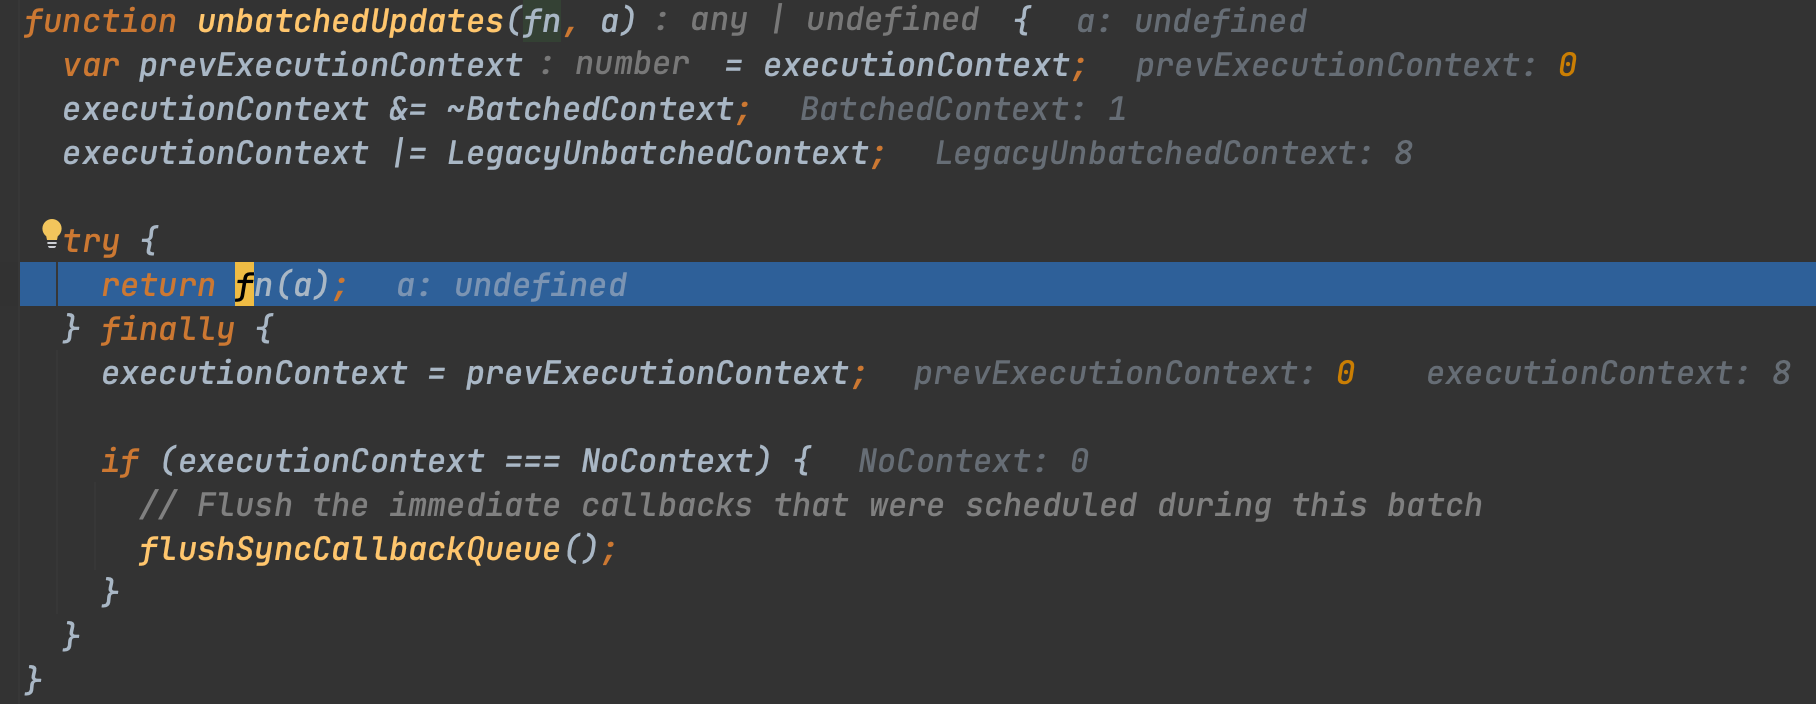 function unbatchedUpdates(fn, a) : any | undefined { a: undefined
var prevExecutionContext : number = executionContext; prevExecutionContext: 0
executionContext &= ~BatchedContext; BatchedContext: 1
executionContext |= LegacyUnbatchedContext; LegacyUnbatchedContext: 8
try {
return fn(a); a: undefined
} finally {
executionContext = prevExecutionContext; prevExecutionContext: 0 executionContext: 8
if (executionContext === NoContext) { NoContext: 0
// Flush the immediate callbacks that were scheduled during this batch
flushSyncCallbackQueue();
}
}
}